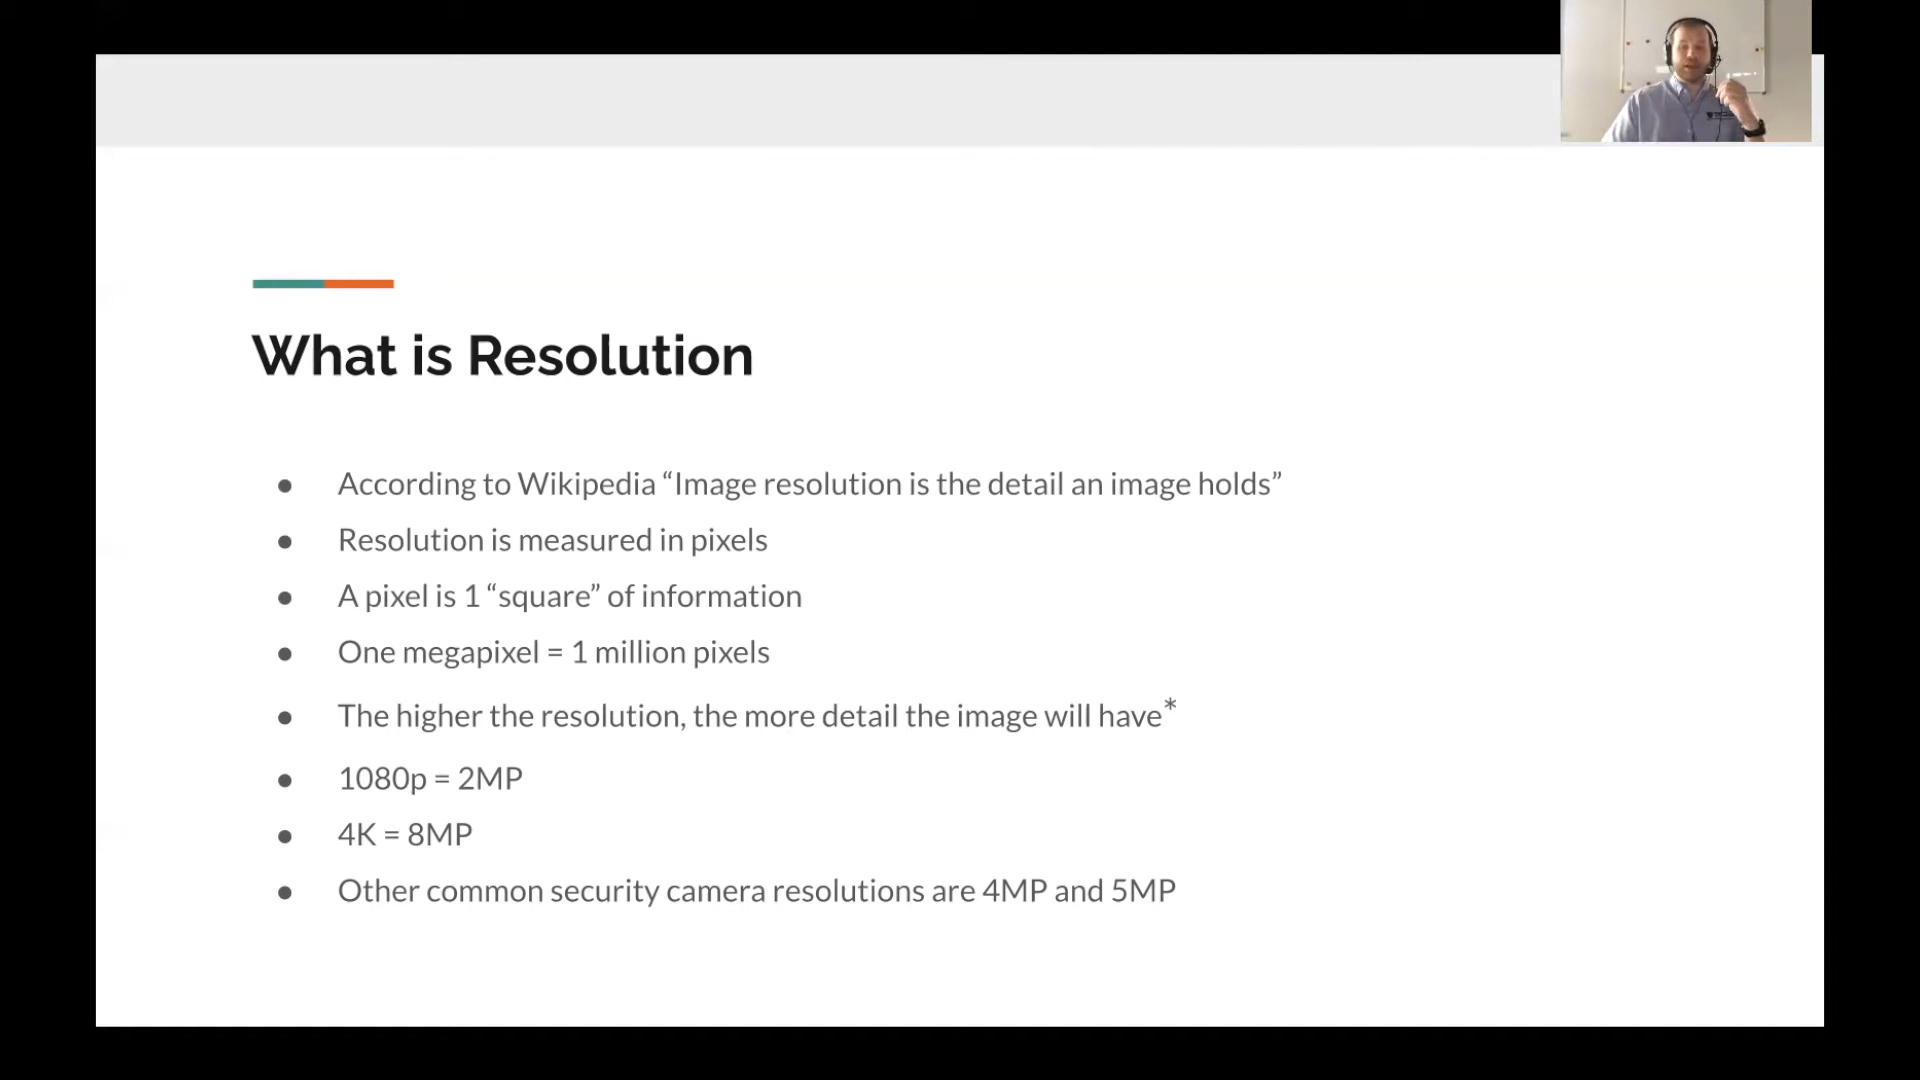 What is Resolution
● According to Wikipedia “Image resolution is the detail an image holds”
● Resolution is measured in pixels
● A pixel is 1 “square” of information
● One megapixel = 1 million pixels
● The higher the resolution, the more detail the image will have*
● 1080p = 2MP
● 4K = 8MP
● Other common security camera resolutions are 4MP and 5MP